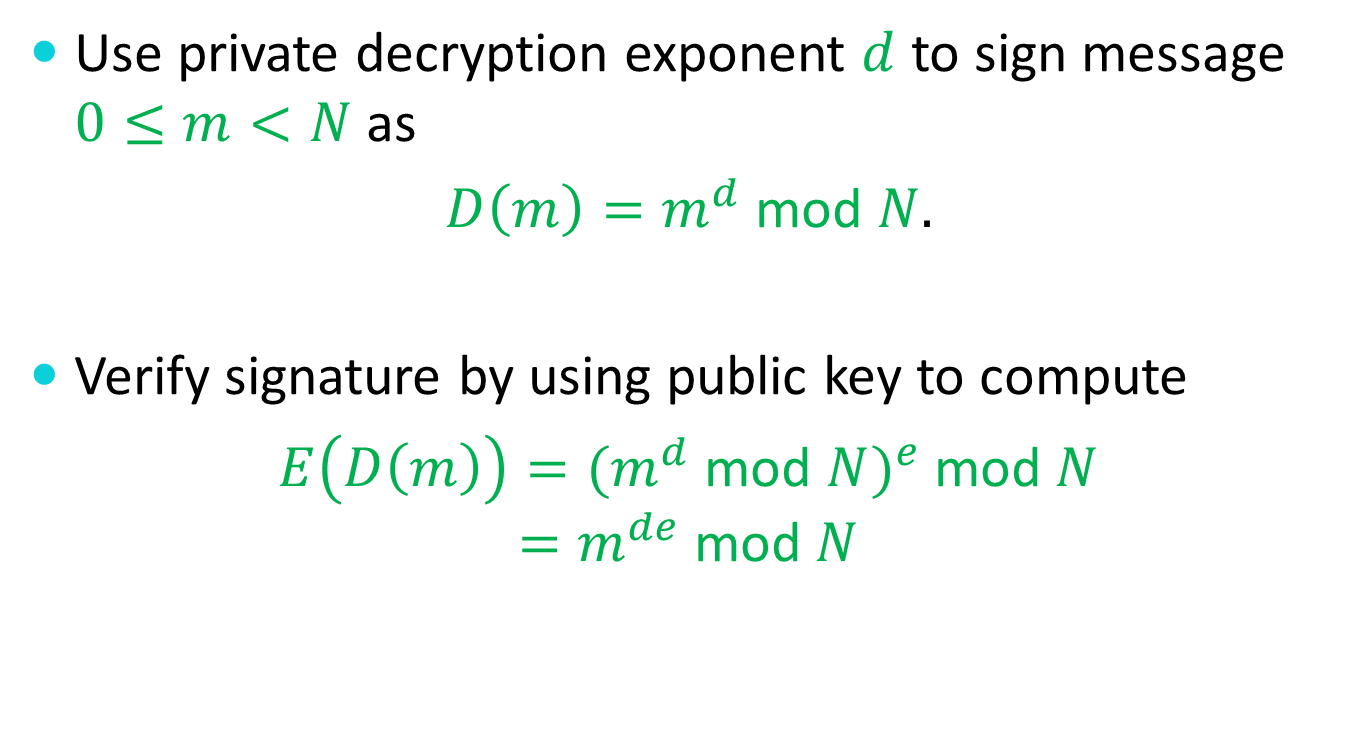 • Use private decryption exponent d to sign message
0 ≤ m < N as
D(m) = m^d mod N.
• Verify signature by using public key to compute
E(D(m)) = (m^d mod N)^e mod N
= m^{de} mod N